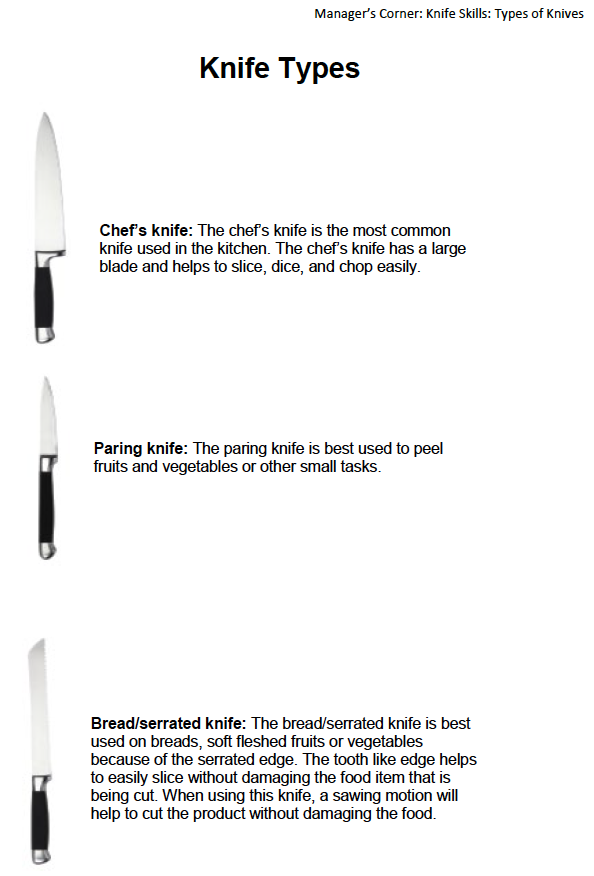 Manager’s Corner: Knife Skills: Types of Knives
Knife Types
Chef’s knife: The chef’s knife is the most common
knife used in the kitchen. The chef’s knife has a large
blade and helps to slice, dice, and chop easily.
Paring knife: The paring knife is best used to peel
fruits and vegetables or other small tasks.
Bread/serrated knife: The bread/serrated knife is best
used on breads, soft fleshed fruits or vegetables
because of the serrated edge. The tooth like edge helps
to easily slice without damaging the food item that is
being cut. When using this knife, a sawing motion will
help to cut the product without damaging the food.